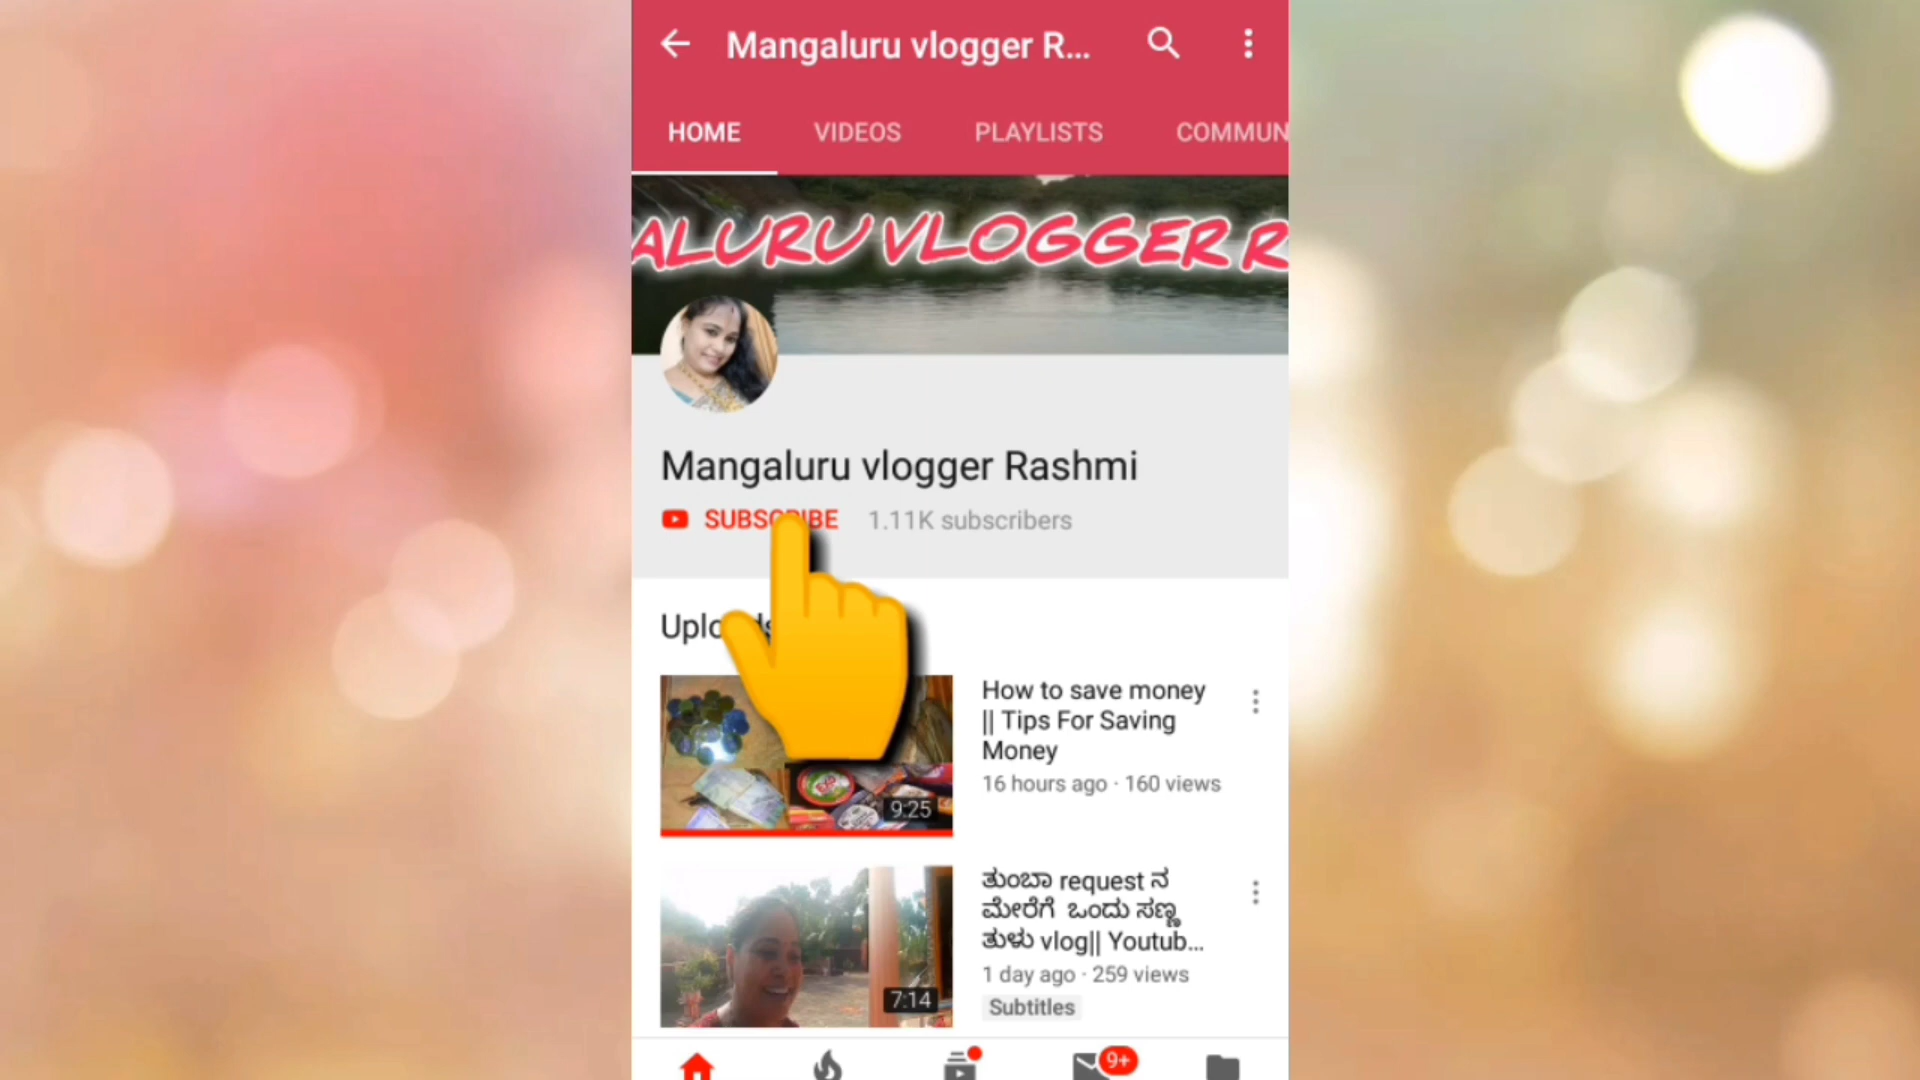 Mangaluru vlogger R...
HOME VIDEOS PLAYLISTS COMMUN
ALURU VLOGGER R
Mangaluru vlogger Rashmi
SUBSCRIBE 1.11K subscribers
Uploads
How to save money
|| Tips For Saving
Money
16 hours ago · 160 views
9:25
ತುಂಬಾ request ನ
ಮೇರೆಗೆ ಒಂದು ಸಣ್ಣ
ತುಳು vlog|| Youtub...
1 day ago · 259 views
7:14
Subtitles
9+